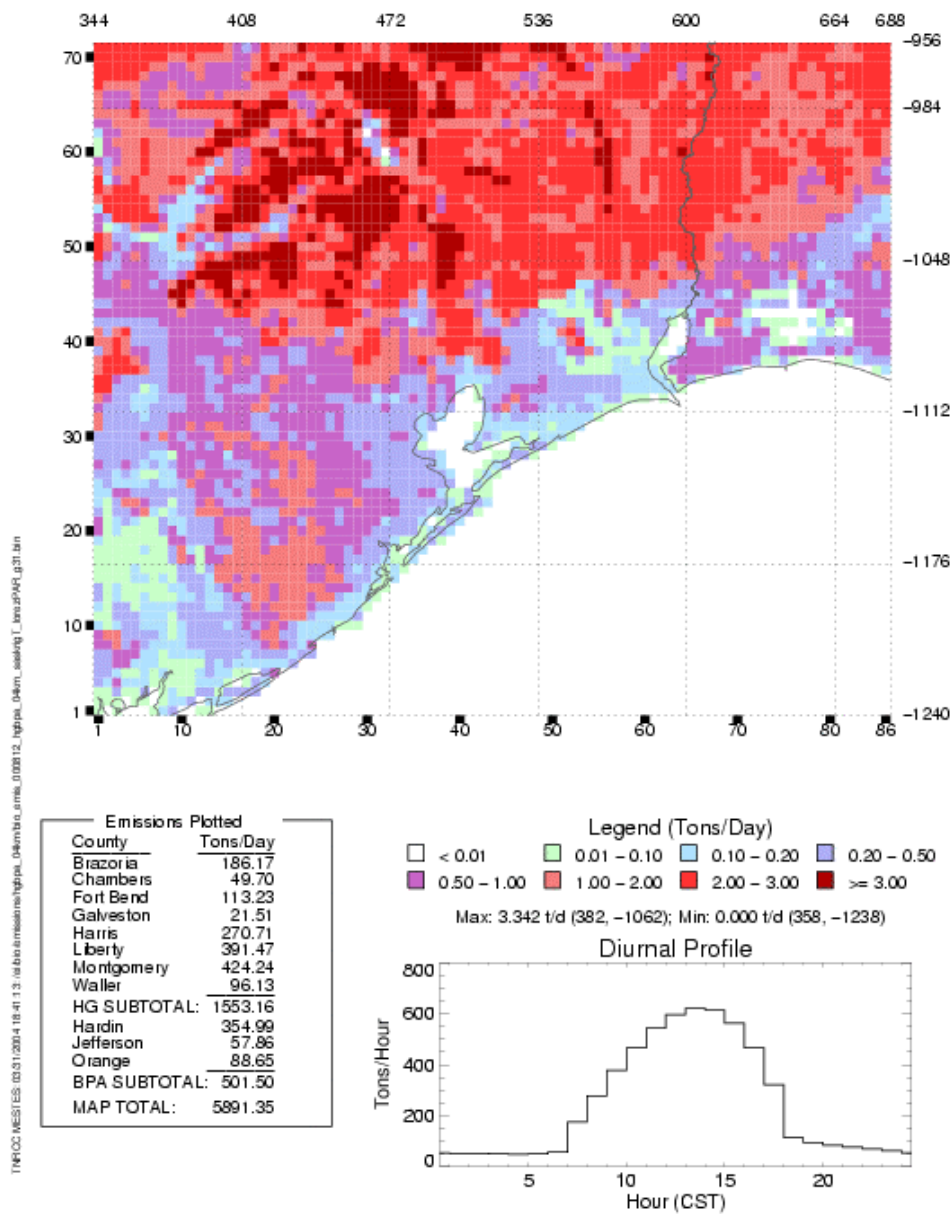 344 408 472 536 600 664 688
70 60 50 40 30 20 10 1
-956 -984 -1048 -1112 -1176 -1240
1 10 20 30 40 50 60 70 80 86
Emissions Plotted
County Tons/Day
Brazoria 186.17
Chambers 49.70
Fort Bend 113.23
Galveston 21.51
Harris 270.71
Liberty 391.47
Montgomery 424.24
Waller 96.13
HG SUBTOTAL: 1553.16
Hardin 354.99
Jefferson 57.86
Orange 88.65
BPA SUBTOTAL: 501.50
MAP TOTAL: 5891.35
Legend (Tons/Day)
< 0.01 0.01 - 0.10 0.10 - 0.20 0.20 - 0.50
0.50 - 1.00 1.00 - 2.00 2.00 - 3.00 >= 3.00
Max: 3.342 t/d (382, -1062); Min: 0.000 t/d (358, -1238)
Diurnal Profile
800
600
400
200
0
Tons/Hour
5 10 15 20
Hour (CST)
03/31/2004 18:41:13: